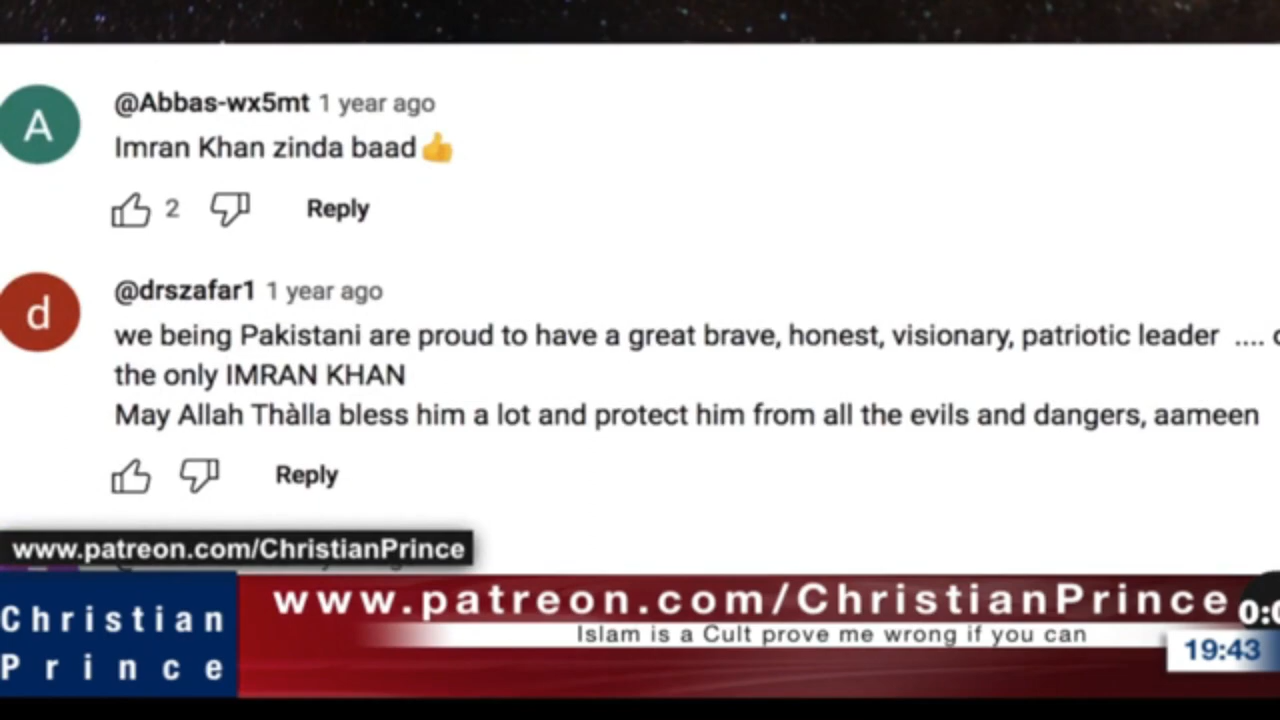 A
@Abbas-wx5mt 1 year ago
Imran Khan zinda baad👍
2 Reply
d
@drszafar1 1 year ago
we being Pakistani are proud to have a great brave, honest, visionary, patriotic leader ....
the only IMRAN KHAN
May Allah Thàlla bless him a lot and protect him from all the evils and dangers, aameen
Reply
www.patreon.com/ChristianPrince
Christian
Prince
www.patreon.com/ChristianPrince
Islam is a Cult prove me wrong if you can
19:43